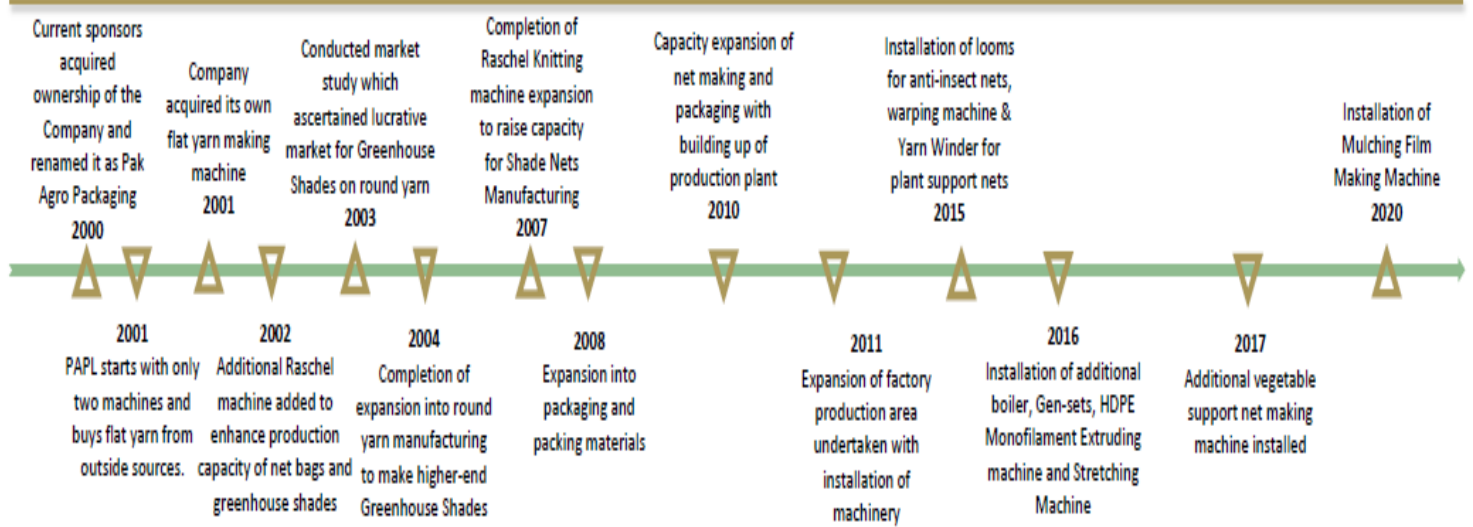 Current sponsors
acquired
ownership of the
Company and
renamed it as Pak
Agro Packaging
2000
Company
acquired its own
flat yarn making
machine
2001
Conducted market
study which
ascertained lucrative
market for Greenhouse
Shades on round yarn
2003
Completion of
Raschel Knitting
machine expansion
to raise capacity
for Shade Nets
Manufacturing
2007
Capacity expansion of
net making and
packaging with
building up of
production plant
2010
Installation of looms
for anti-insect nets,
warping machine &
Yarn Winder for
plant support nets
2015
Installation of
Mulching Film
Making Machine
2020
2001
PAPL starts with only
two machines and
buys flat yarn from
outside sources.
2002
Additional Raschel
machine added to
enhance production
capacity of net bags and
greenhouse shades
2004
Completion of
expansion into round
yarn manufacturing
to make higher-end
Greenhouse Shades
2008
Expansion into
packaging and
packing materials
2011
Expansion of factory
production area
undertaken with
installation of
machinery
2016
Installation of additional
boiler, Gen-sets, HDPE
Monofilament Extruding
machine and Stretching
Machine
2017
Additional vegetable
support net making
machine installed